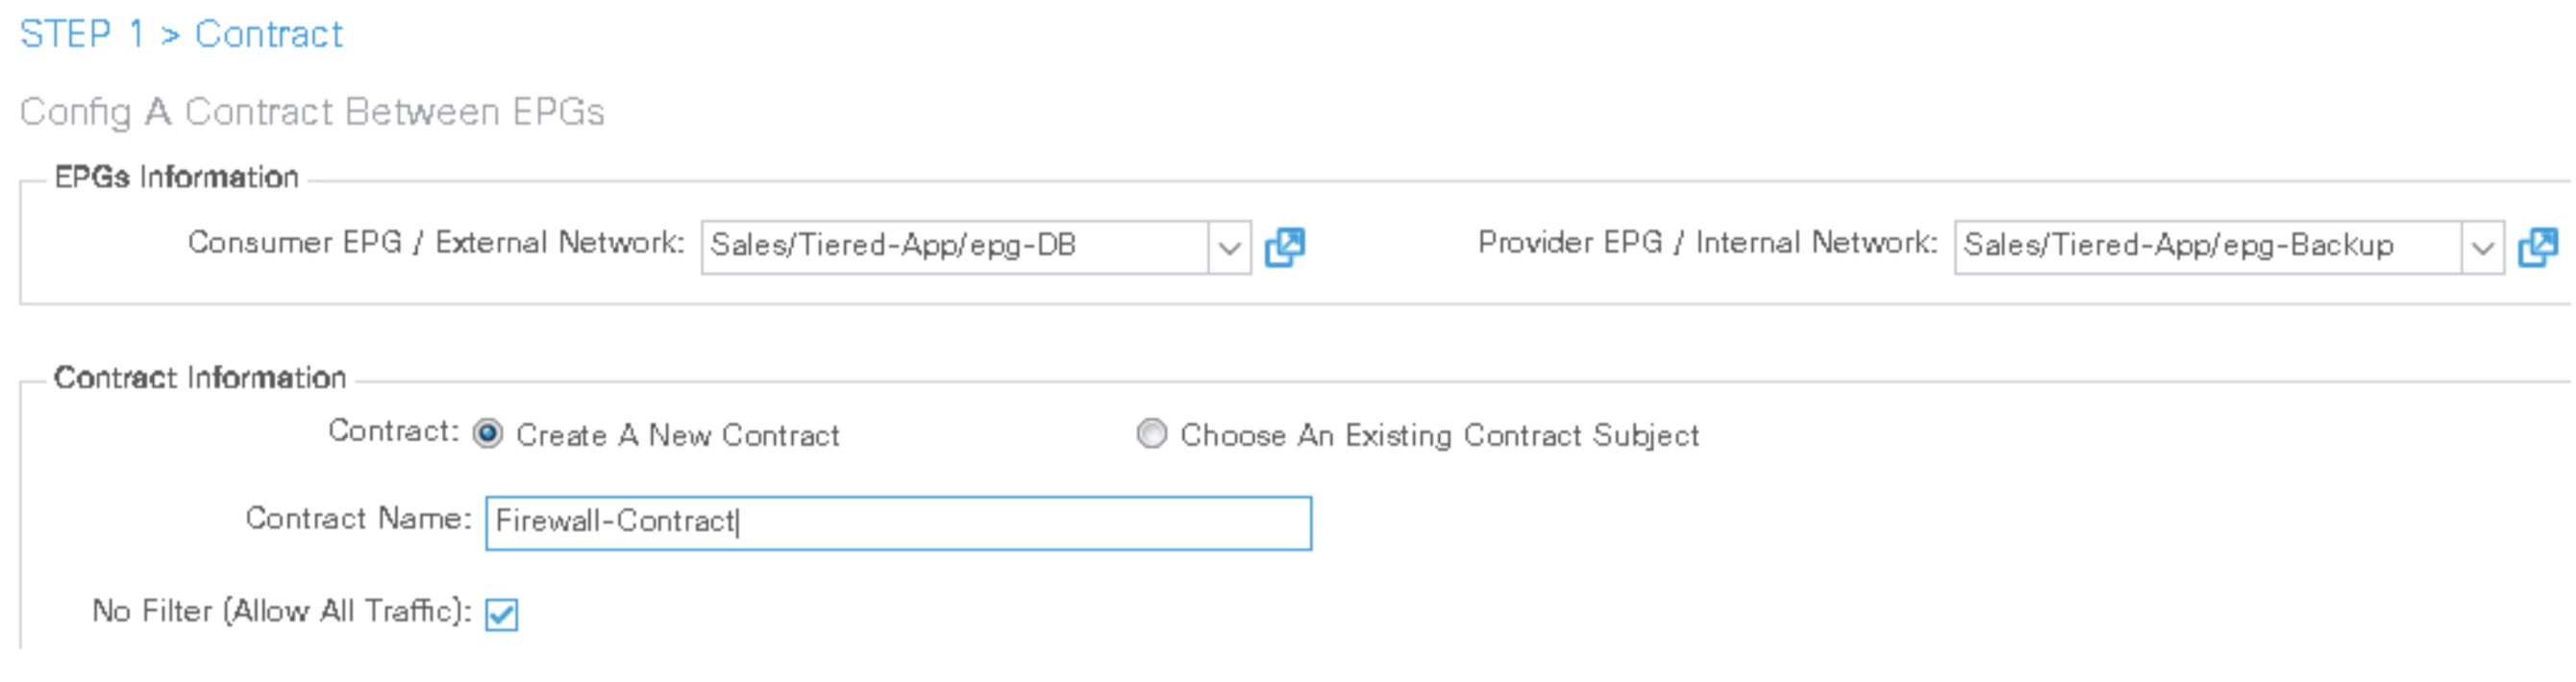 STEP 1 > Contract
Config A Contract Between EPGs
EPGs Information
Consumer EPG / External Network: Sales/Tiered-App/epg-DB Provider EPG / Internal Network: Sales/Tiered-App/epg-Backup
Contract Information
Contract: Create A New Contract Choose An Existing Contract Subject
Contract Name: Firewall-Contract
No Filter (Allow All Traffic):